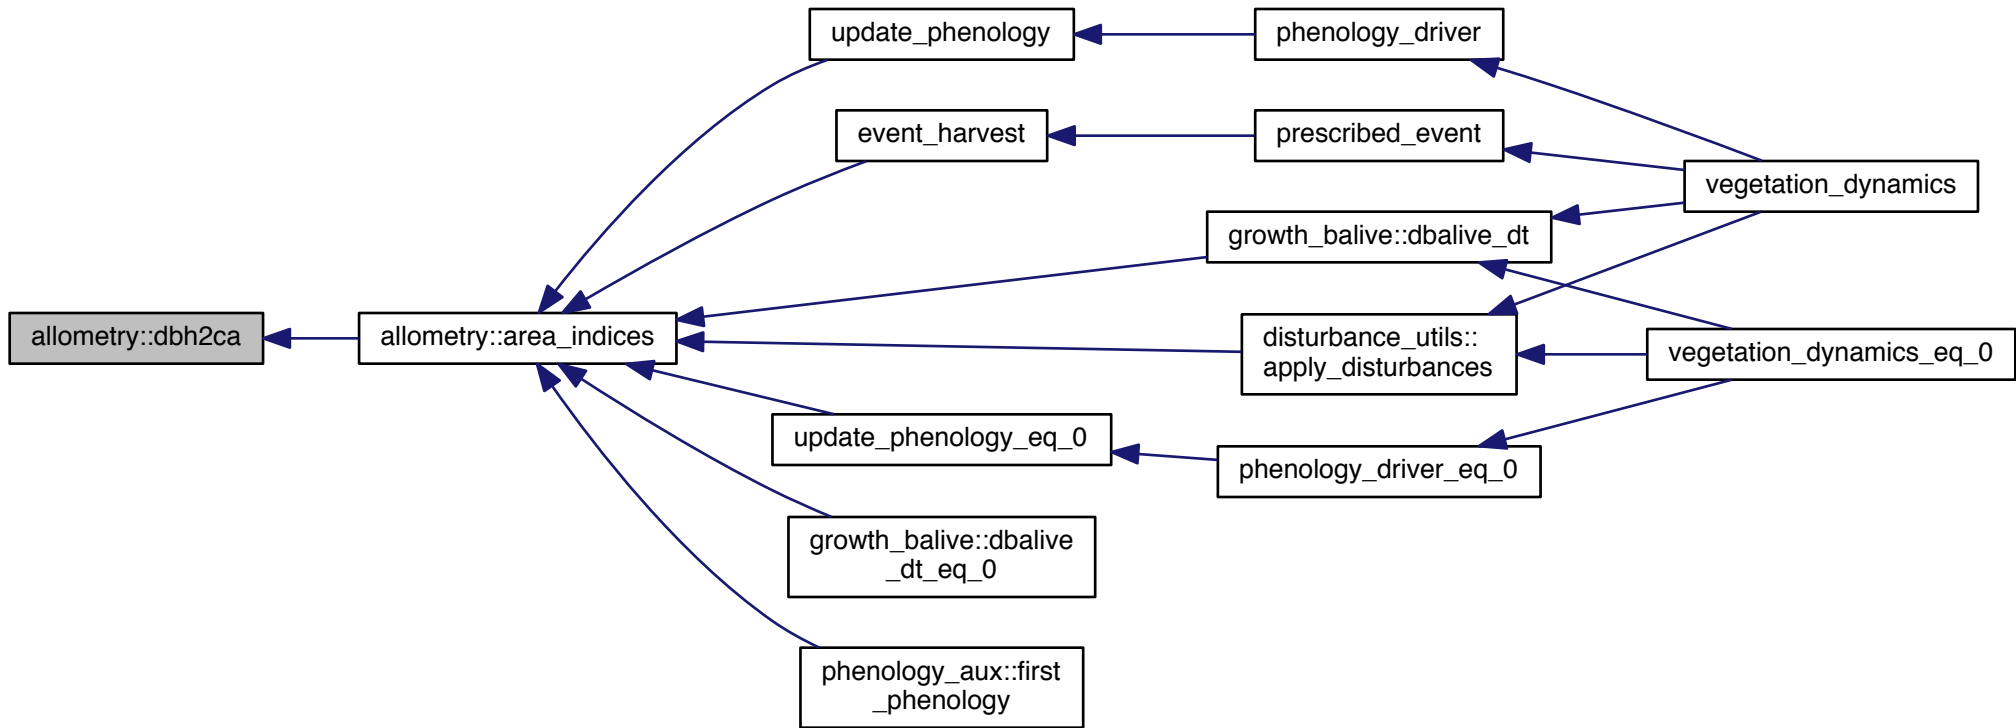 update_phenology
phenology_driver
event_harvest
prescribed_event
vegetation_dynamics
growth_balive::dbalive_dt
allometry::dbh2ca
allometry::area_indices
disturbance_utils::
apply_disturbances
vegetation_dynamics_eq_0
update_phenology_eq_0
phenology_driver_eq_0
growth_balive::dbalive
_dt_eq_0
phenology_aux::first
_phenology